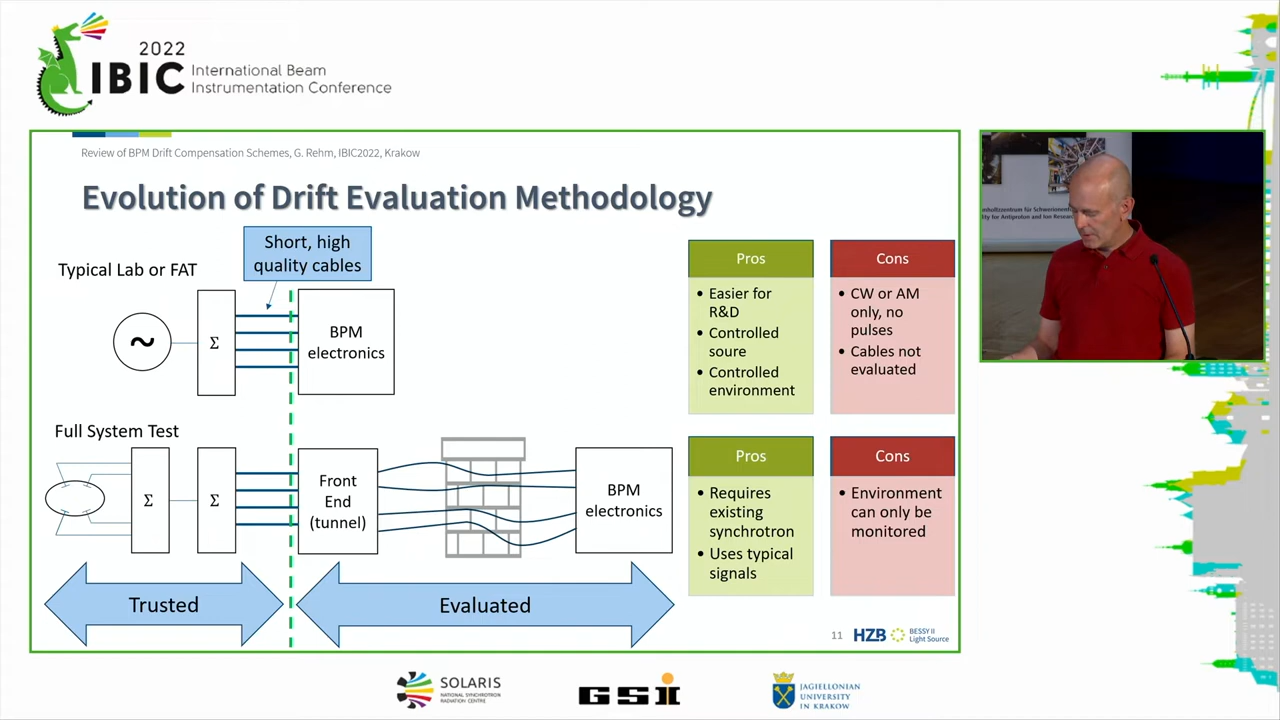 2022
IBIC
International Beam
Instrumentation Conference
Review of BPM Drift Compensation Schemes, G. Rehm, IBIC2022, Krakow
Evolution of Drift Evaluation Methodology
Typical Lab or FAT
Short, high
quality cables
~
Σ
BPM
electronics
Pros
• Easier for
R&D
• Controlled
soure
• Controlled
environment
Cons
• CW or AM
only, no
pulses
• Cables not
evaluated
Full System Test
Σ
Σ
Front
End
(tunnel)
BPM
electronics
Pros
• Requires
existing
synchrotron
• Uses typical
signals
Cons
• Environment
can only be
monitored
Trusted
Evaluated
11
HZB
BESSY II
Light Source
SOLARIS
NATIONAL SYNCHROTRON
RADIATION CENTRE
GSI
JAGIELLONIAN
UNIVERSITY
IN KRAKOW